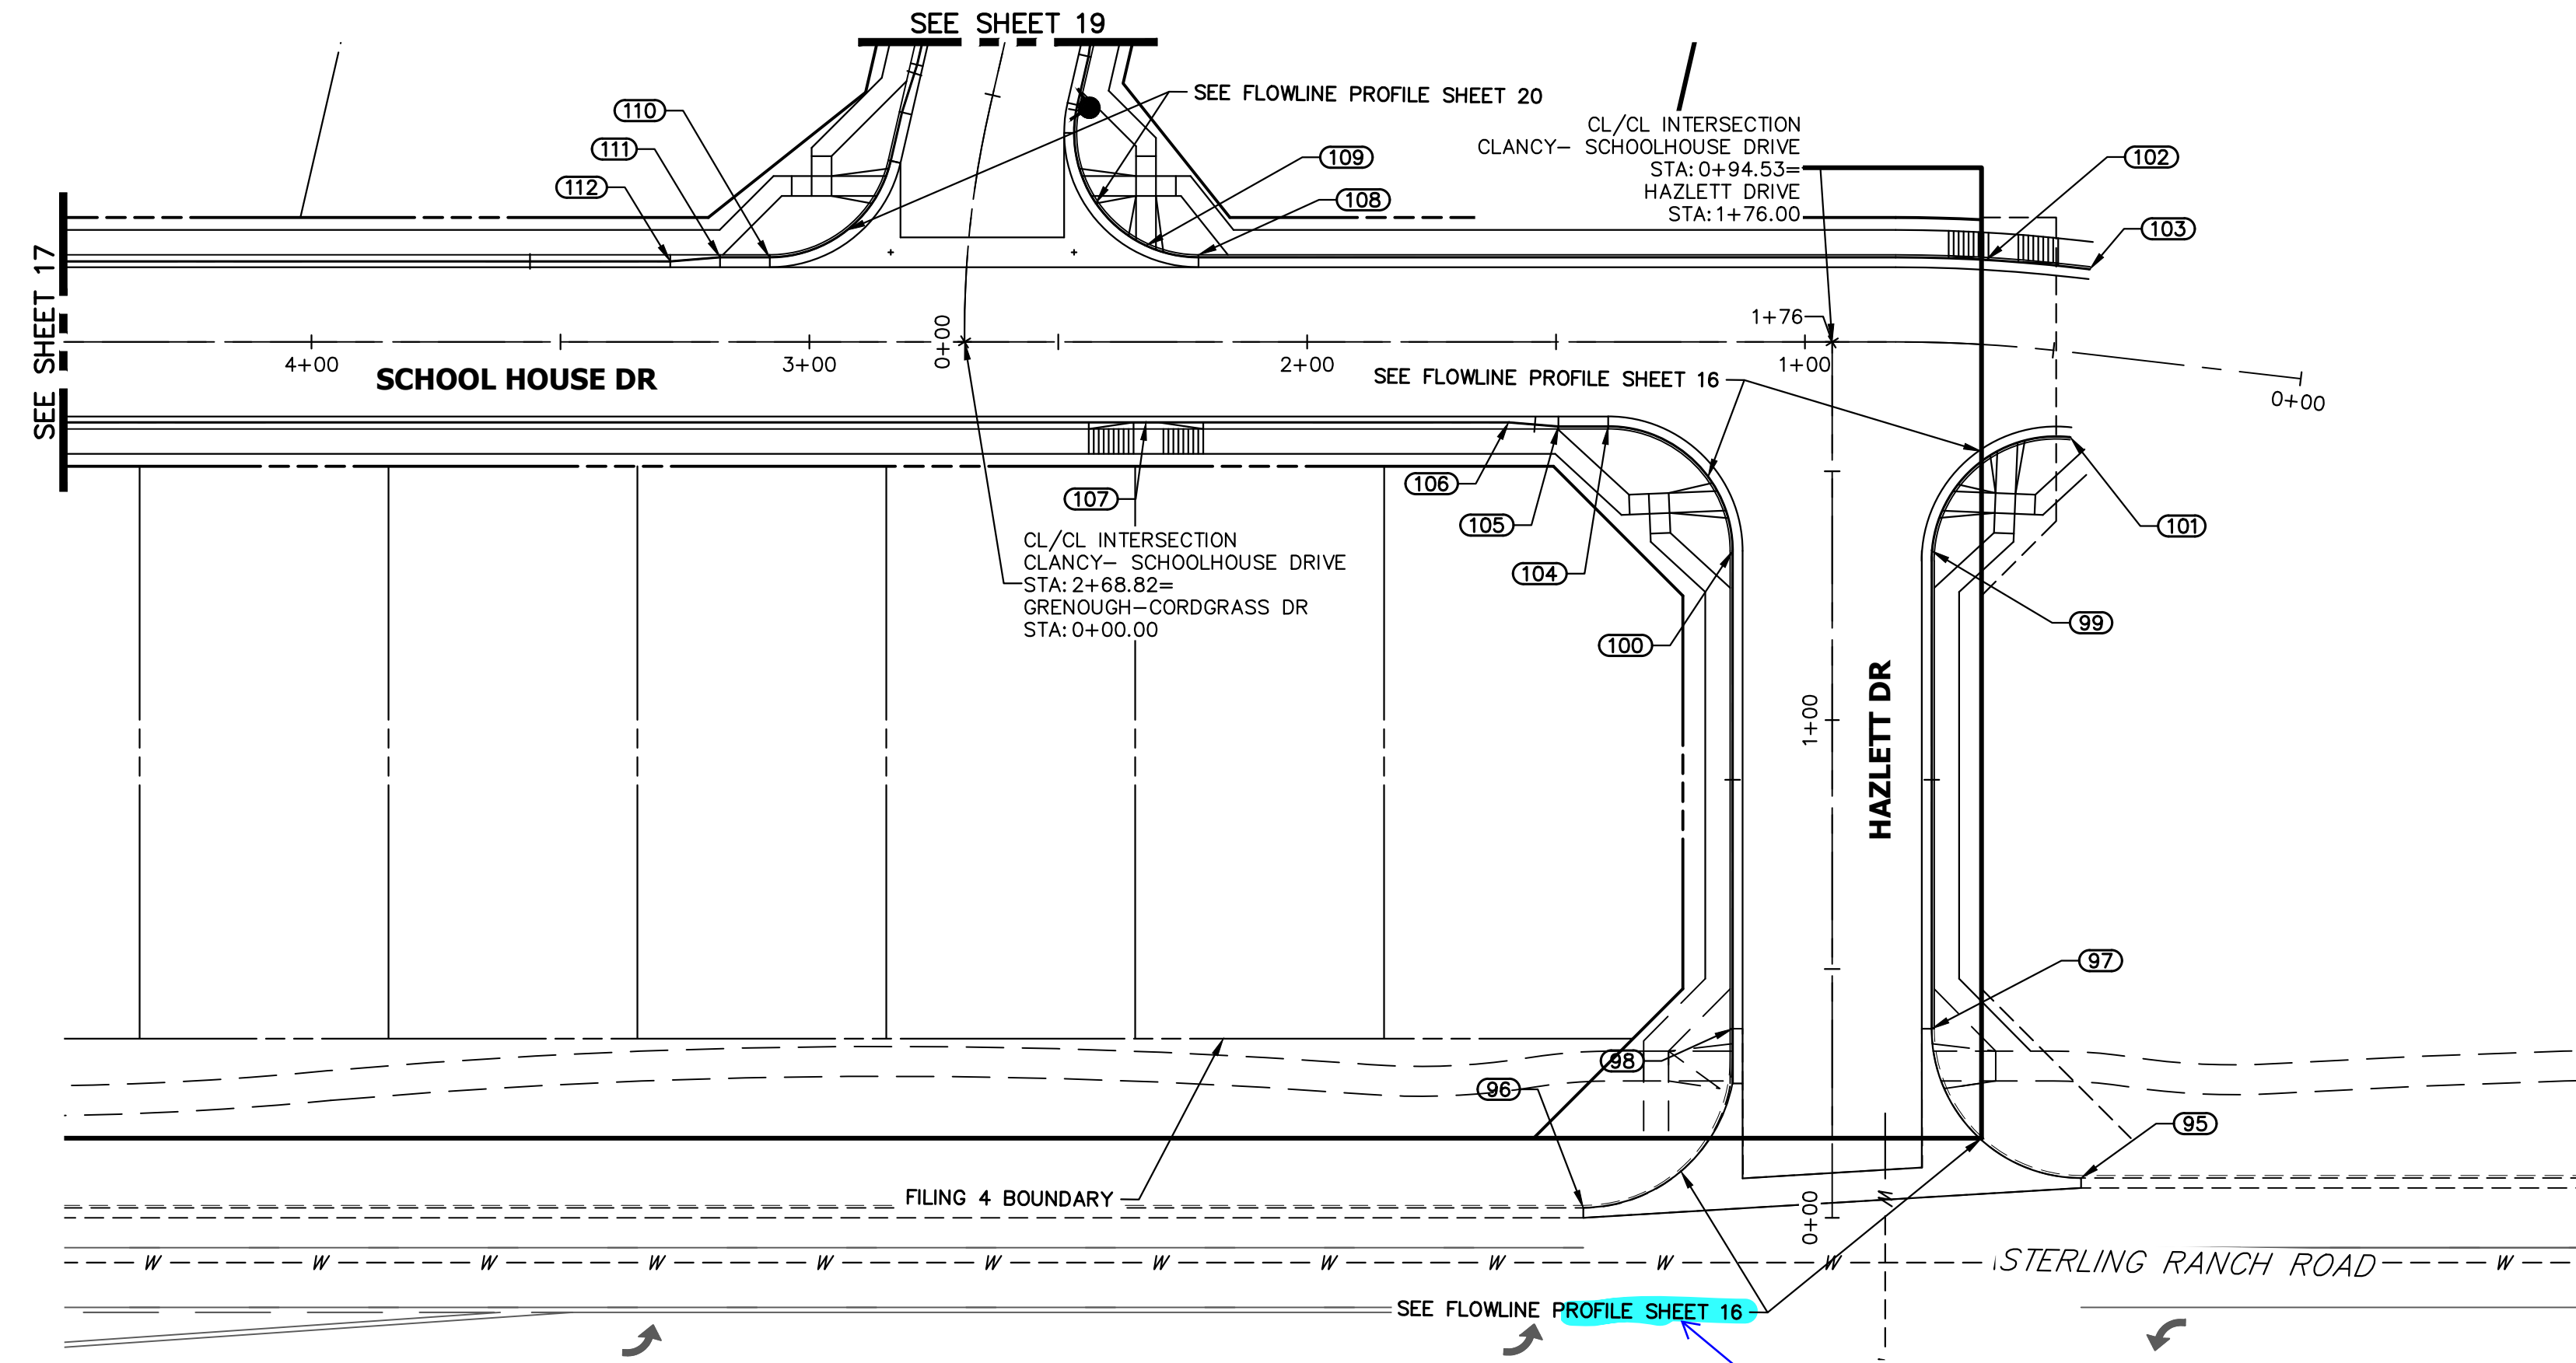 SEE SHEET 19
SEE FLOWLINE PROFILE SHEET 20
110
111
112
109
108
CL/CL INTERSECTION
CLANCY– SCHOOLHOUSE DRIVE
STA: 0+94.53=
HAZLETT DRIVE
STA: 1+76.00
102
103
SEE SHEET 17
4+00
3+00
0+00
2+00
1+76
1+00
0+00
SCHOOL HOUSE DR
SEE FLOWLINE PROFILE SHEET 16
107
106
105
104
101
CL/CL INTERSECTION
CLANCY– SCHOOLHOUSE DRIVE
STA: 2+68.82=
GRENOUGH–CORDGRASS DR
STA: 0+00.00
100
99
1+00
HAZLETT DR
97
98
96
95
FILING 4 BOUNDARY
0+00
W
W W W W W W W W W W W STERLING RANCH ROAD W
SEE FLOWLINE PROFILE SHEET 16